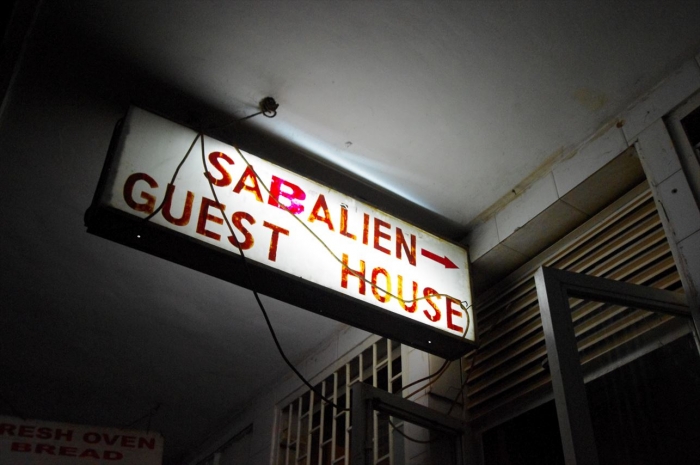 SABALIEN →
GUEST HOUSE
RESH OVEN
BREAD